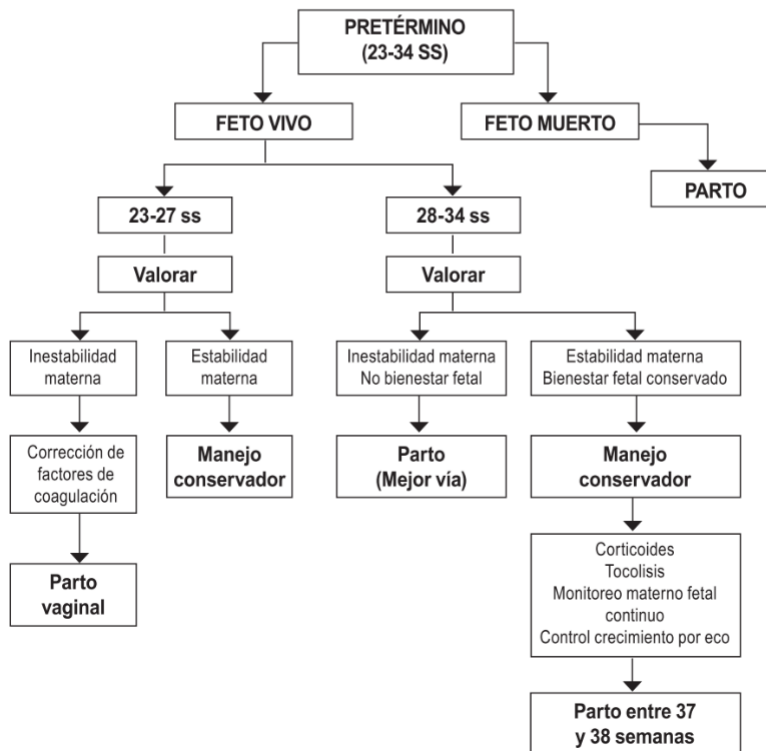 PRETÉRMINO
(23-34 SS)
FETO VIVO
FETO MUERTO
PARTO
23-27 ss
28-34 ss
Valorar
Valorar
Inestabilidad
materna
Estabilidad
materna
Inestabilidad materna
No bienestar fetal
Estabilidad materna
Bienestar fetal conservado
Corrección de
factores de
coagulación
Manejo
conservador
Parto
(Mejor vía)
Manejo
conservador
Parto
vaginal
Corticoides
Tocolisis
Monitoreo materno fetal
continuo
Control crecimiento por eco
Parto entre 37
y 38 semanas